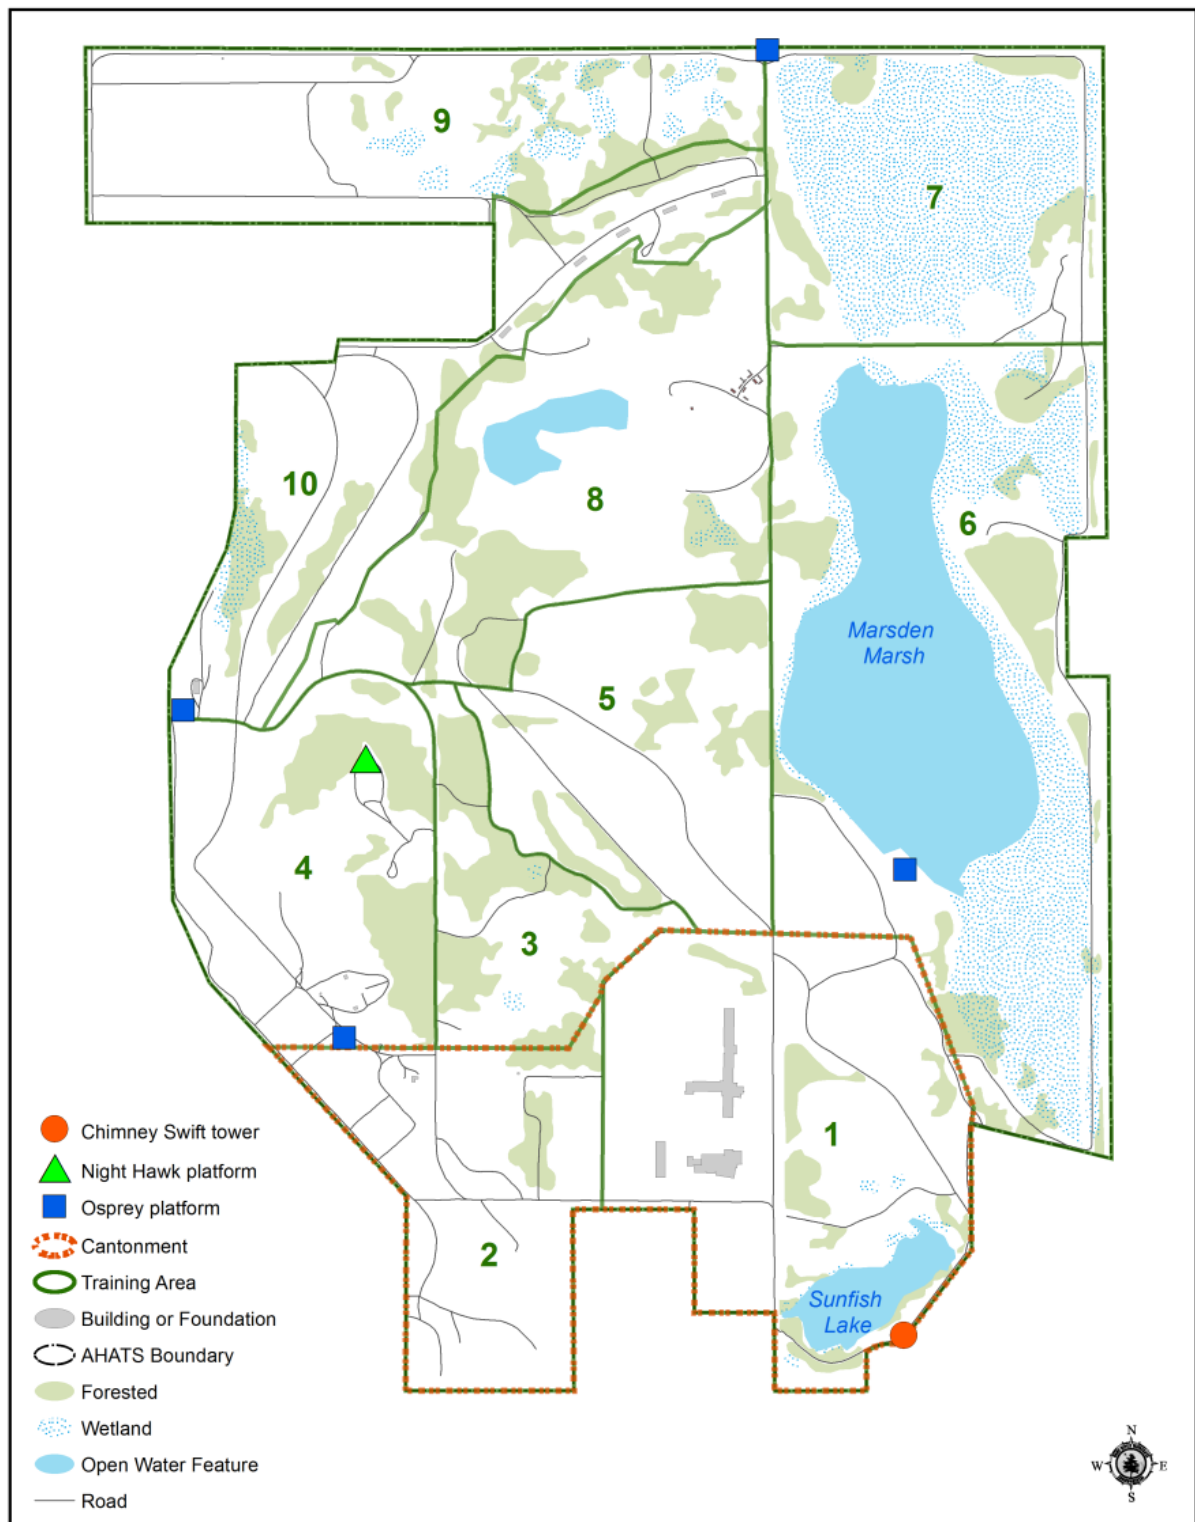 9
7
10
8
6
Marsden
Marsh
5
4
3
1
2
Sunfish
Lake
Chimney Swift tower
Night Hawk platform
Osprey platform
Cantonment
Training Area
Building or Foundation
AHATS Boundary
Forested
Wetland
Open Water Feature
Road
N
W E
S